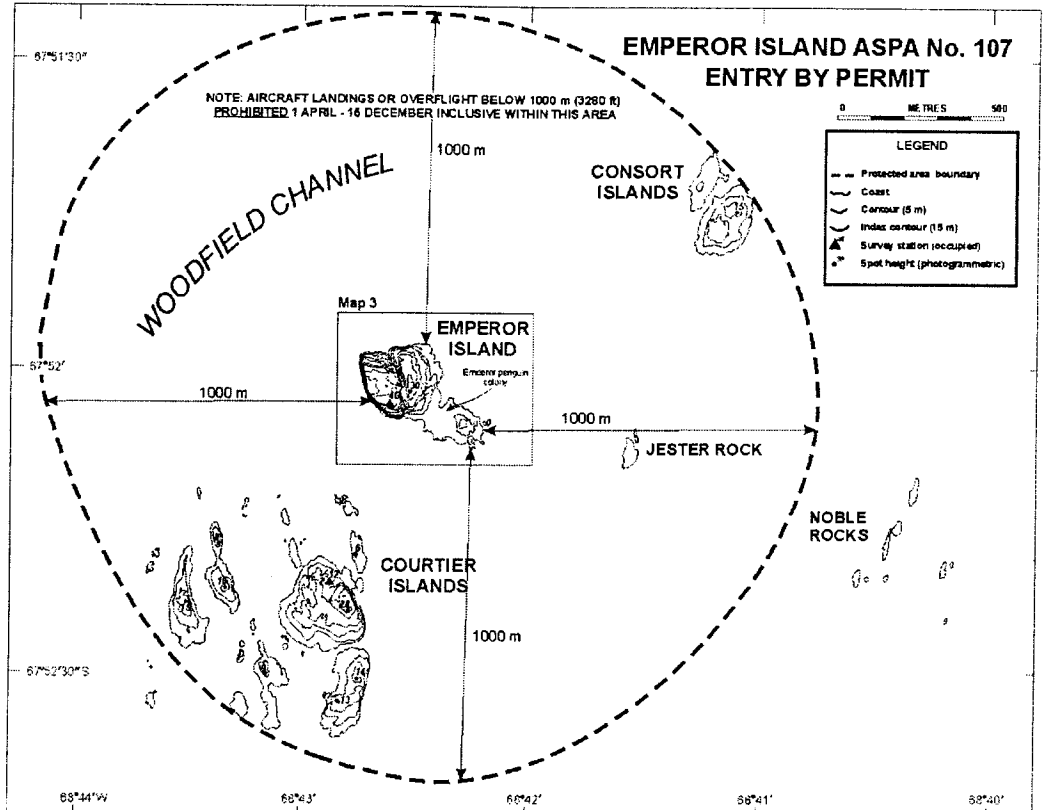 EMPEROR ISLAND ASPA No. 107
ENTRY BY PERMIT
67°51'30"
NOTE: AIRCRAFT LANDINGS OR OVERFLIGHT BELOW 1000 m (3280 ft)
PROHIBITED 1 APRIL - 16 DECEMBER INCLUSIVE WITHIN THIS AREA
0 METRES 500
LEGEND
Protected area boundary
Coast
Contour (5 m)
Index contour (15 m)
Survey station (occupied)
Spot height (photogrammetric)
1000 m
CONSORT
ISLANDS
WOODFIELD CHANNEL
Map 3
EMPEROR
ISLAND
67°52'
Emperor penguin
colony
1000 m
1000 m
JESTER ROCK
NOBLE
ROCKS
COURTIER
ISLANDS
1000 m
67°52'30"S
68°44'W
68°43'
68°42'
68°41'
68°40'